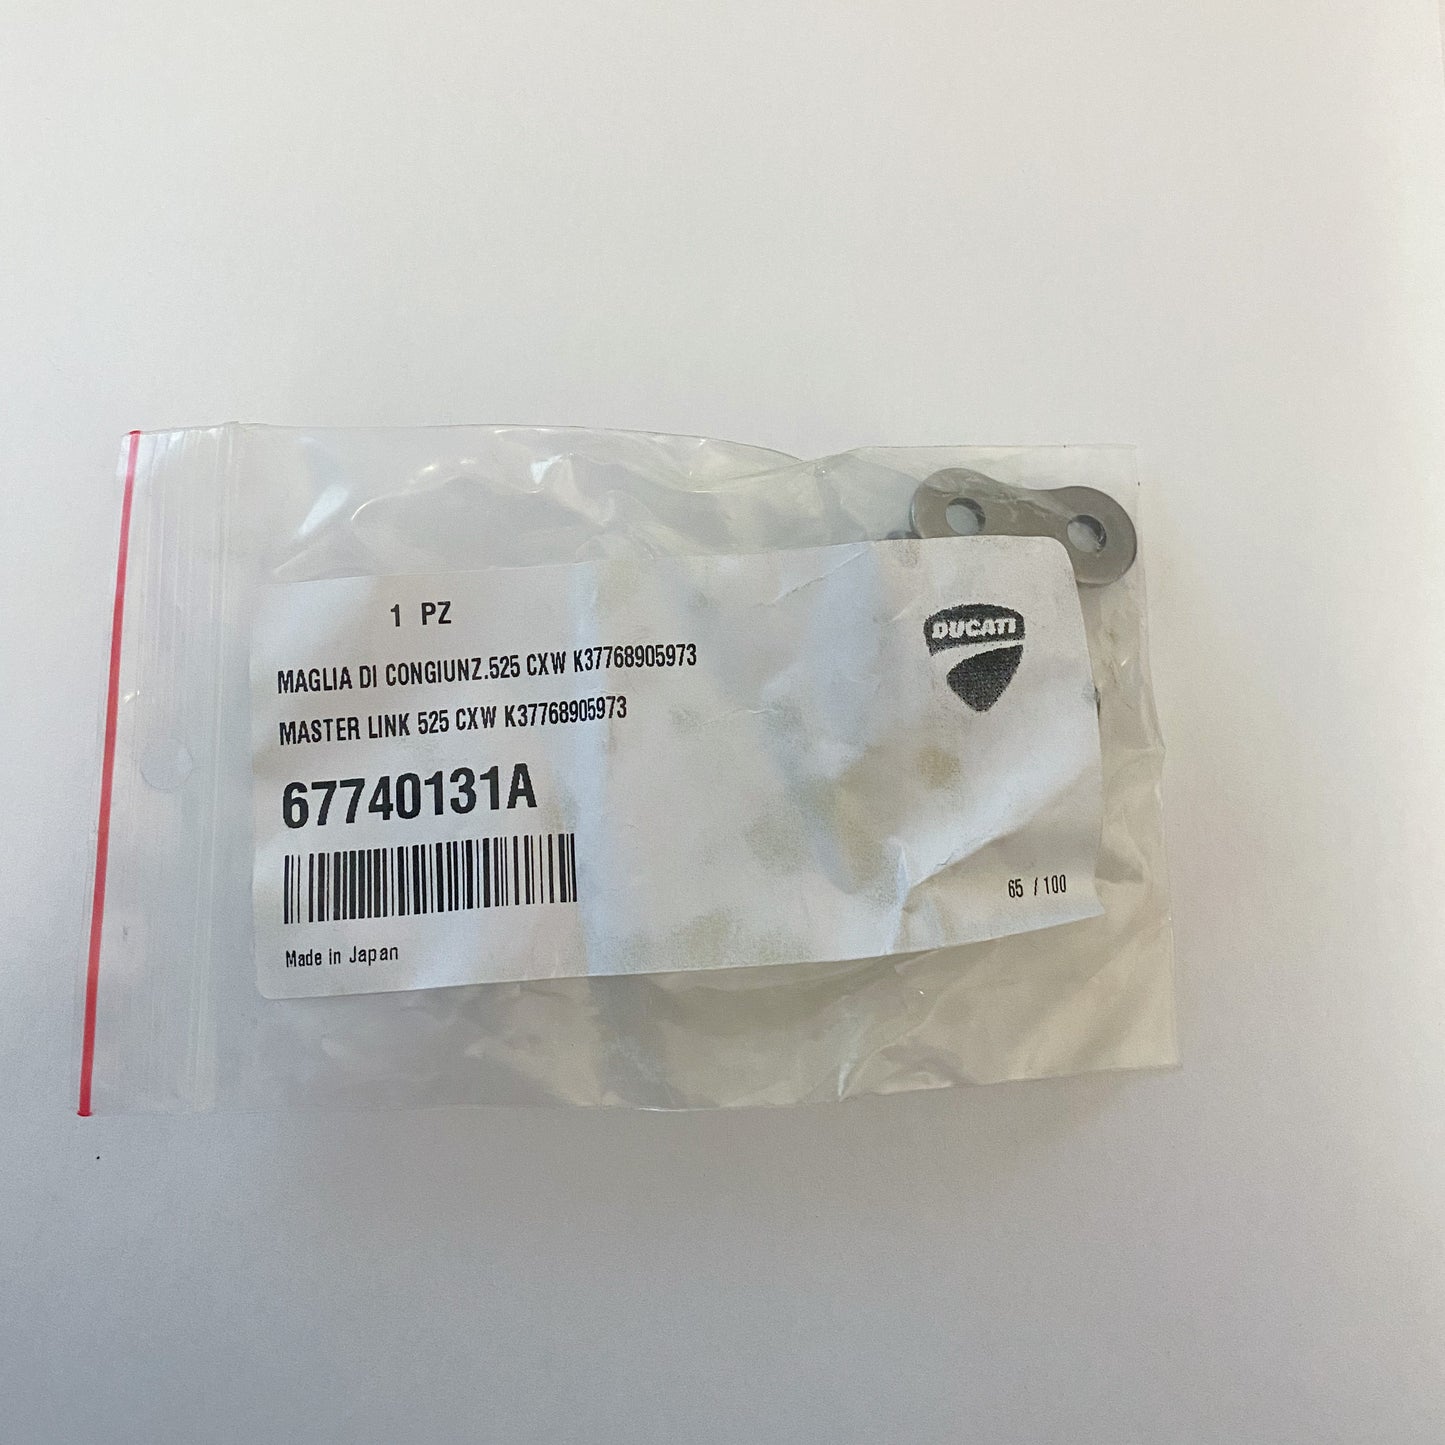 1 PZ
MAGLIA DI CONGIUNZ.525 CXW K37768905973
MASTER LINK 525 CXW K37768905973
67740131A
Made in Japan
DUCATI
65 / 100